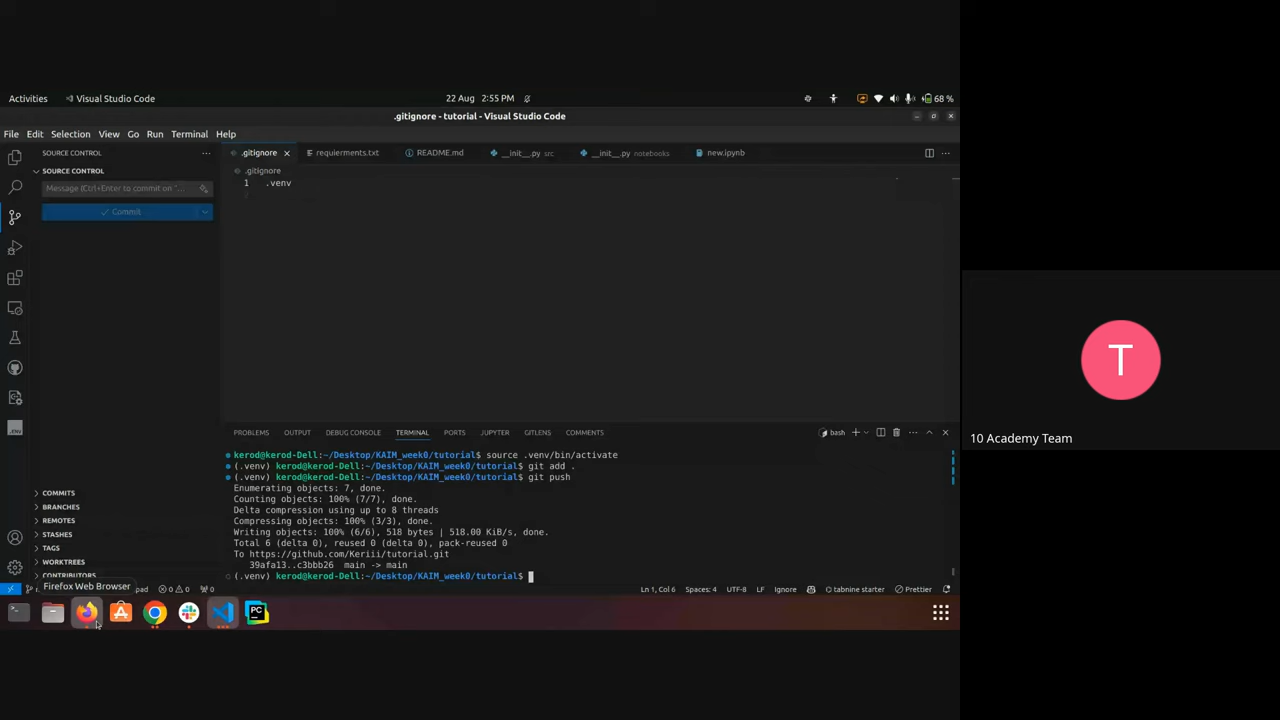 Activities
Visual Studio Code
22 Aug 2:55 PM
68 %
.gitignore - tutorial - Visual Studio Code
File Edit Selection View Go Run Terminal Help
SOURCE CONTROL
.gitignore
requierments.txt
README.md
__init__.py src
__init__.py notebooks
new.ipynb
SOURCE CONTROL
.gitignore
Message (Ctrl+Enter to commit on "...
1 .venv
Commit
PROBLEMS OUTPUT DEBUG CONSOLE TERMINAL PORTS JUPYTER GITLENS COMMENTS
bash
kerod@kerod-Dell:~/Desktop/KAIM_week0/tutorial$ source .venv/bin/activate
(.venv) kerod@kerod-Dell:~/Desktop/KAIM_week0/tutorial$ git add .
(.venv) kerod@kerod-Dell:~/Desktop/KAIM_week0/tutorial$ git push
Enumerating objects: 7, done.
Counting objects: 100% (7/7), done.
Delta compression using up to 8 threads
Compressing objects: 100% (3/3), done.
Writing objects: 100% (6/6), 518 bytes | 518.00 KiB/s, done.
Total 6 (delta 0), reused 0 (delta 0), pack-reused 0
To https://github.com/Keriii/tutorial.git
39afa13..c3bbb26 main -> main
(.venv) kerod@kerod-Dell:~/Desktop/KAIM_week0/tutorial$
COMMITS
BRANCHES
REMOTES
STASHES
TAGS
WORKTREES
CONTRIBUTORS
.ENV
Firefox Web Browser
0 0
0
Ln 1, Col 6
Spaces: 4
UTF-8
LF
Ignore
tabnine starter
Prettier
PC
T
10 Academy Team